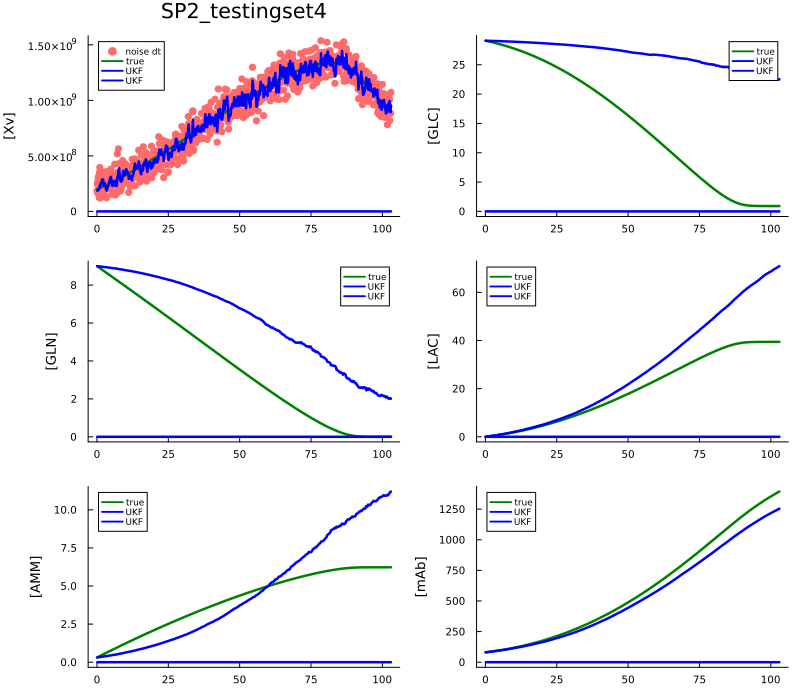 SP2_testingset4
[Xv]
1.50×10⁹
1.00×10⁹
5.00×10⁸
0
noise dt
true
UKF
UKF
0 25 50 75 100
[GLC]
25
20
15
10
5
0
true
UKF
UKF
0 25 50 75 100
[GLN]
8
6
4
2
0
true
UKF
UKF
0 25 50 75 100
[LAC]
60
40
20
0
true
UKF
UKF
0 25 50 75 100
[AMM]
10.0
7.5
5.0
2.5
0.0
true
UKF
UKF
0 25 50 75 100
[mAb]
1250
1000
750
500
250
0
true
UKF
UKF
0 25 50 75 100